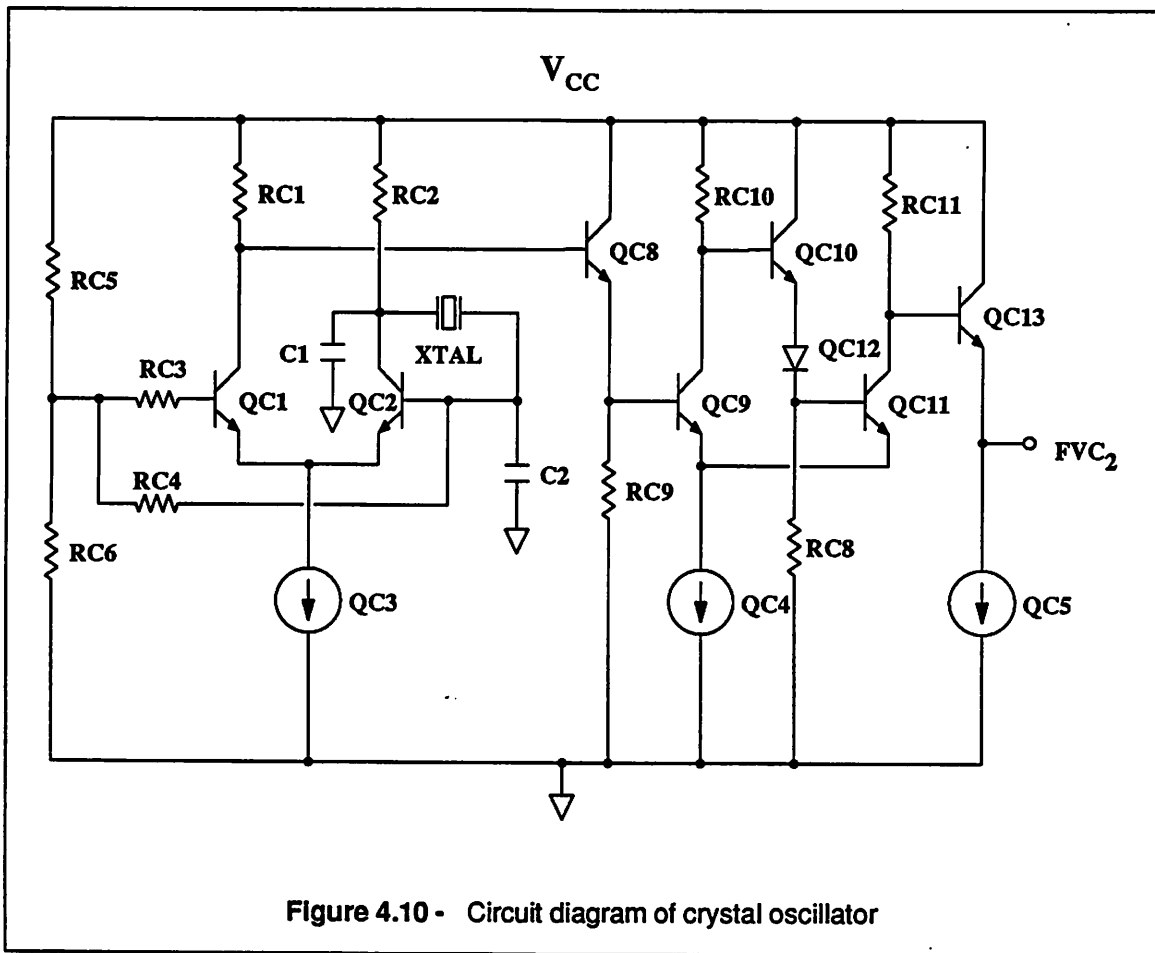 V_CC
RC1
RC2
RC10
RC11
RC5
QC8
QC10
QC13
C1
XTAL
QC12
RC3
QC1
QC2
QC9
QC11
FVC_2
RC4
C2
RC9
RC6
RC8
QC3
QC4
QC5
Figure 4.10 - Circuit diagram of crystal oscillator